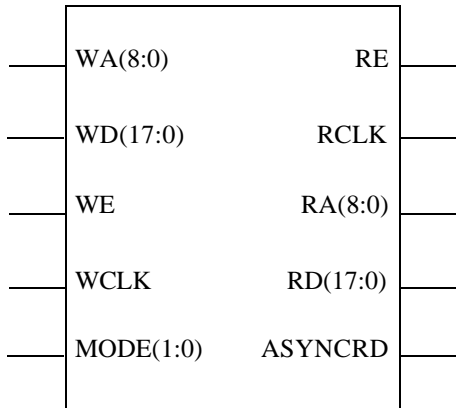 WA(8:0) RE
WD(17:0) RCLK
WE RA(8:0)
WCLK RD(17:0)
MODE(1:0) ASYNCRD